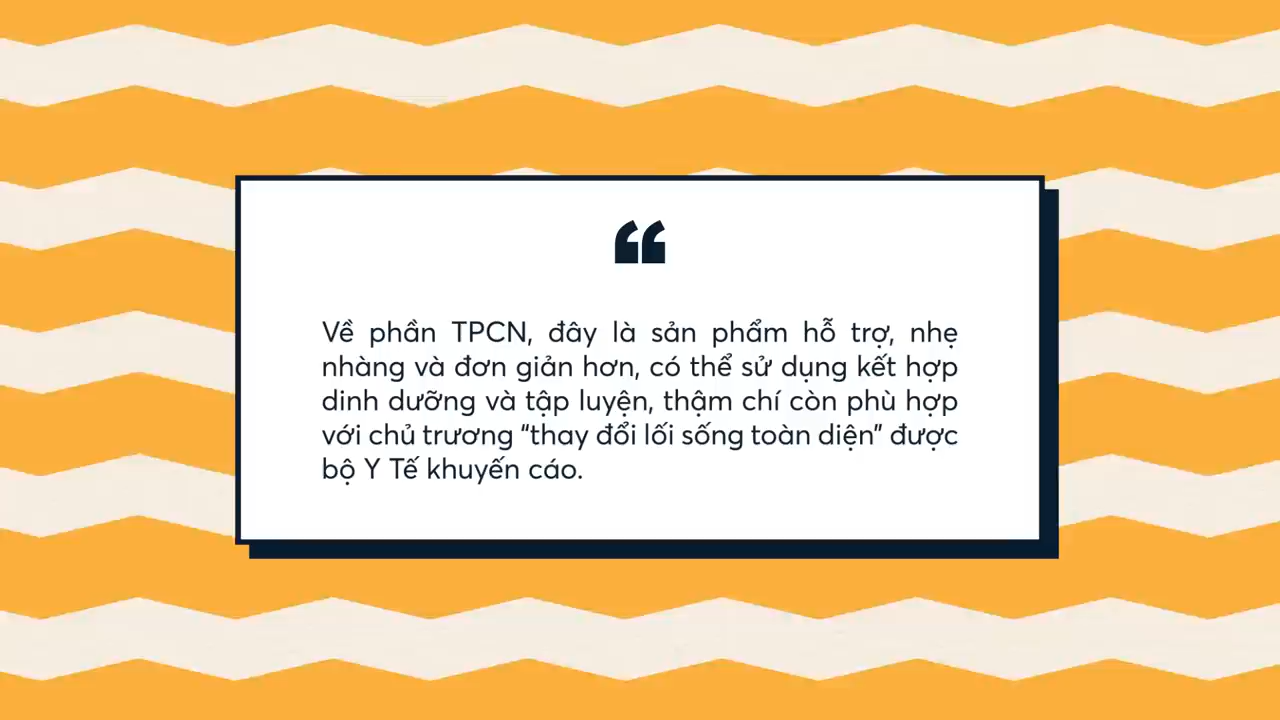 “
Về phần TPCN, đây là sản phẩm hỗ trợ, nhẹ
nhàng và đơn giản hơn, có thể sử dụng kết hợp
dinh dưỡng và tập luyện, thậm chí còn phù hợp
với chủ trương “thay đổi lối sống toàn diện” được
bộ Y Tế khuyến cáo.